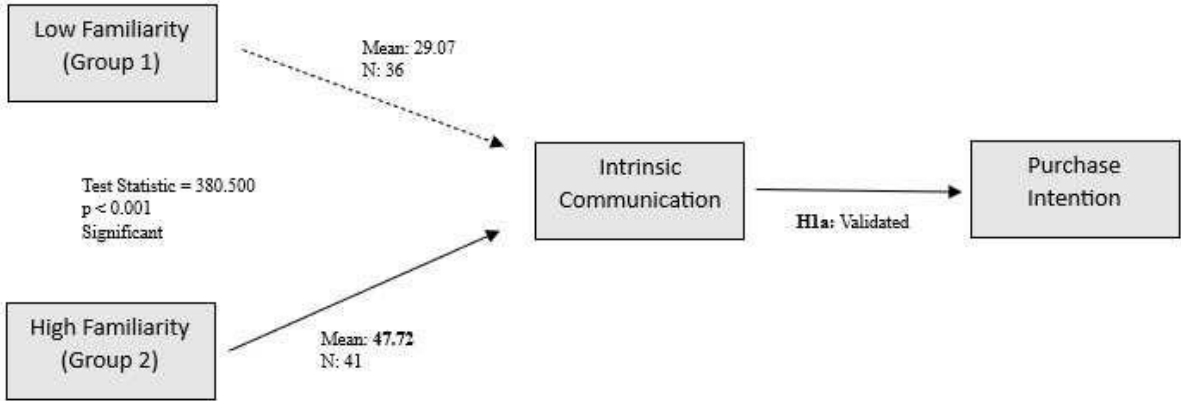 Low Familiarity
(Group 1)
Mean: 29.07
N: 36
Test Statistic = 380.500
p < 0.001
Significant
Intrinsic
Communication
H1a: Validated
Purchase
Intention
High Familiarity
(Group 2)
Mean: 47.72
N: 41